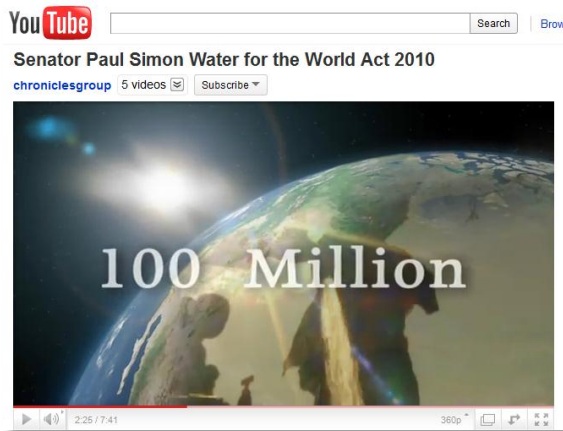 YouTube Search Brow
Senator Paul Simon Water for the World Act 2010
chroniclesgroup 5 videos Subscribe
100 Million
2:25 / 7:41 360p